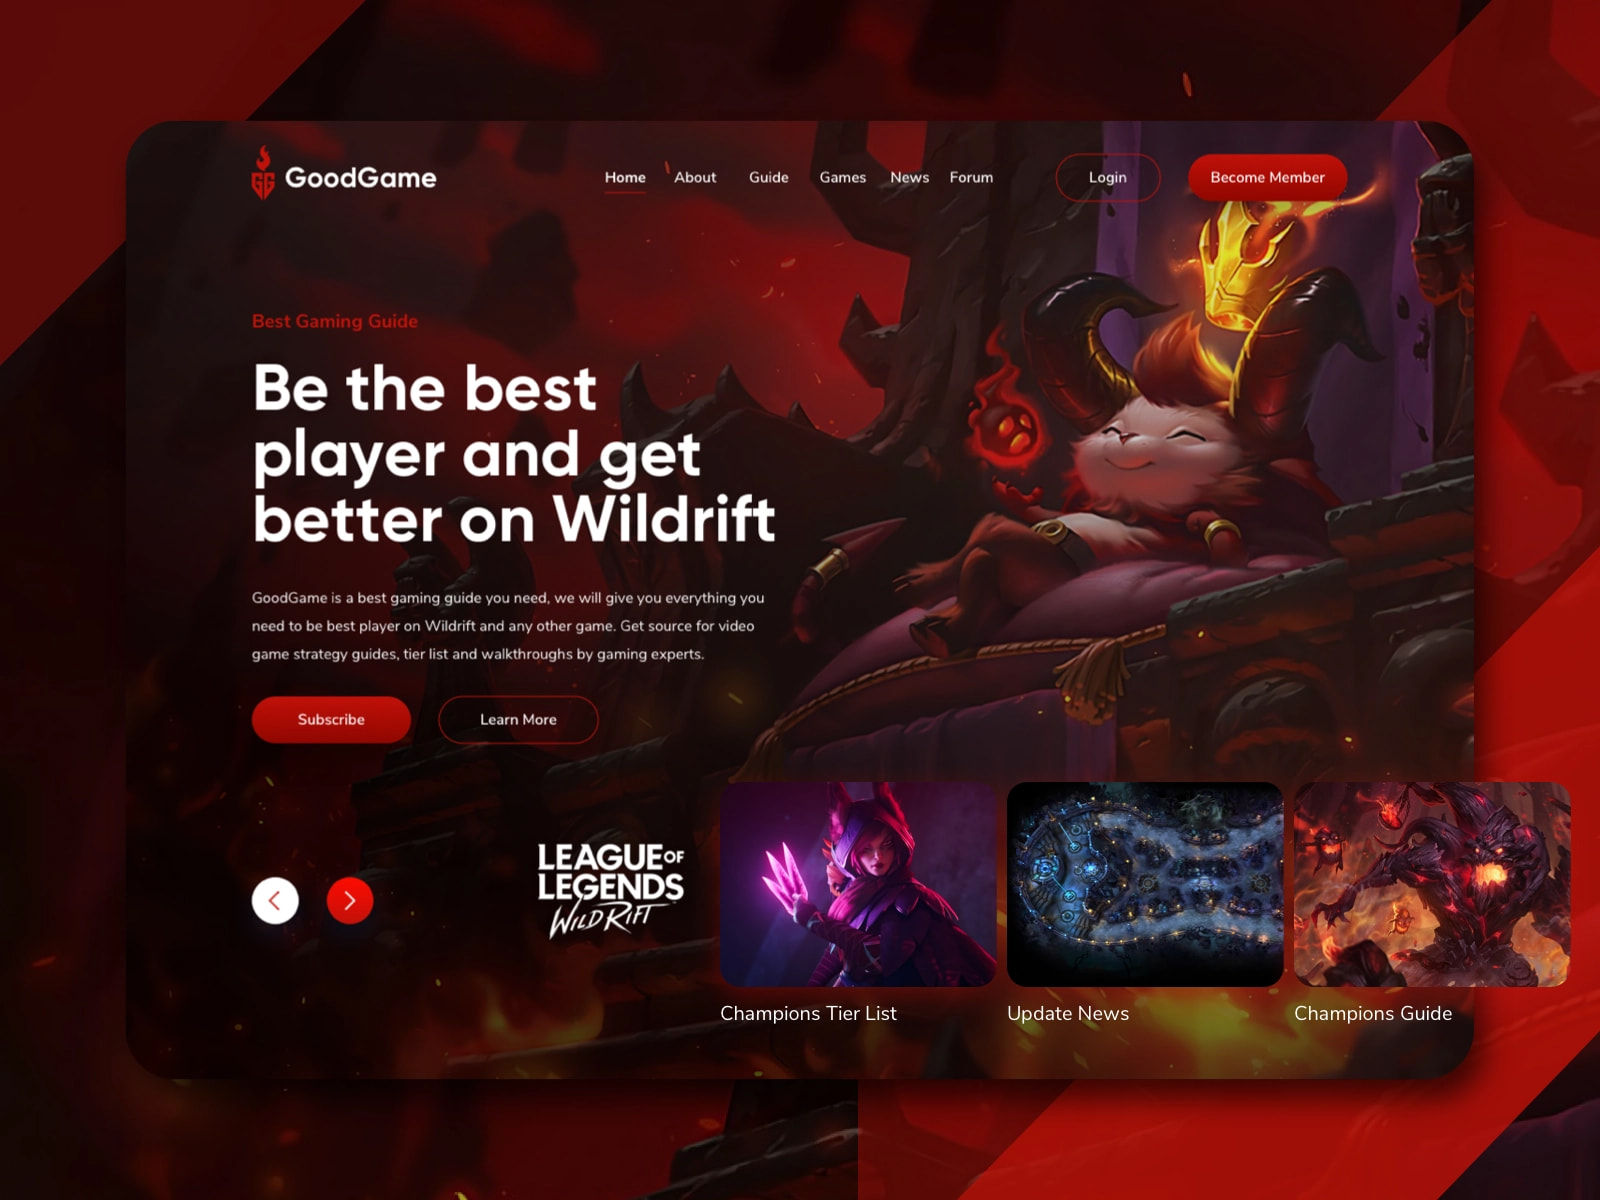 GG GoodGame
Home About Guide Games News Forum Login Become Member
Best Gaming Guide
Be the best
player and get
better on Wildrift
GoodGame is a best gaming guide you need, we will give you everything you
need to be best player on Wildrift and any other game. Get source for video
game strategy guides, tier list and walkthroughs by gaming experts.
Subscribe Learn More
LEAGUE OF
LEGENDS
WILD RIFT
Champions Tier List Update News Champions Guide